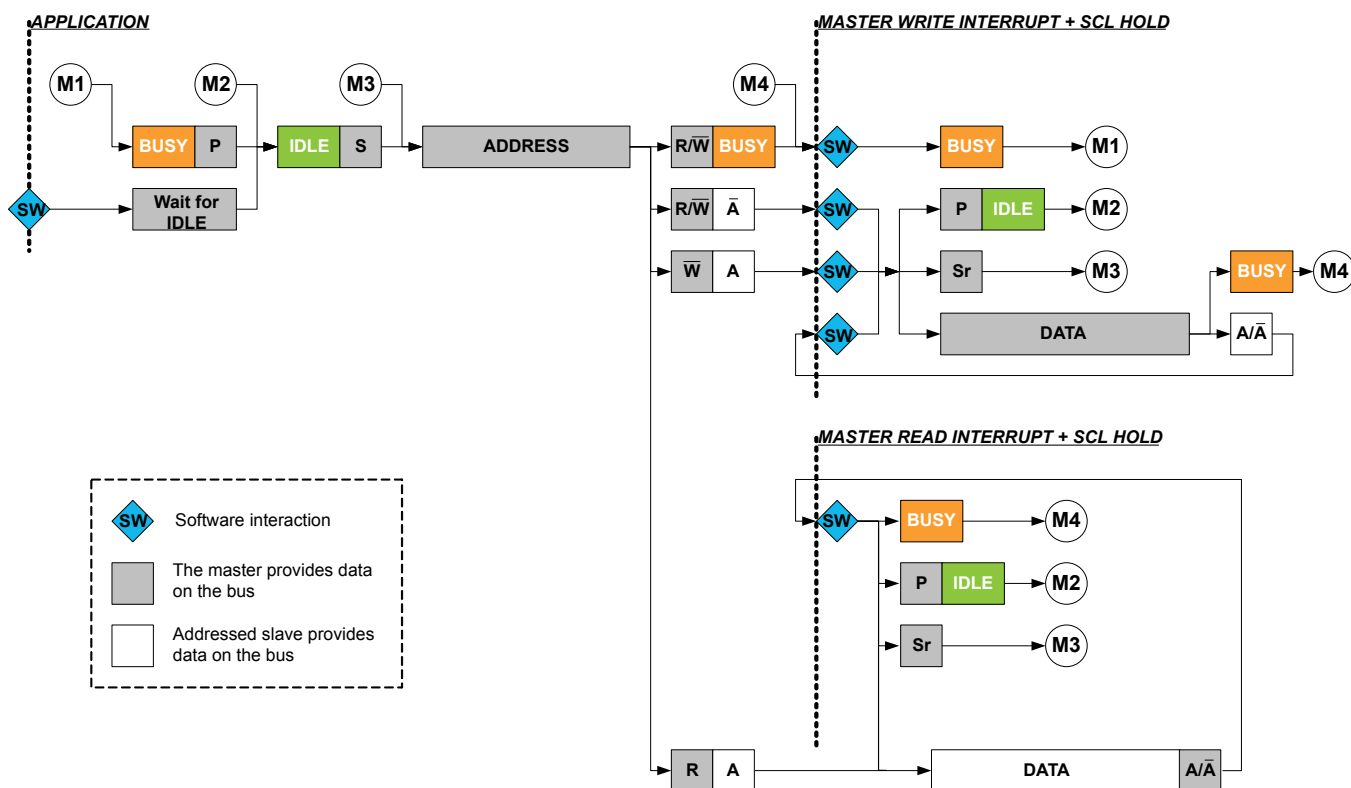 APPLICATION
MASTER WRITE INTERRUPT + SCL HOLD
M1
M2
M3
M4
BUSY P
IDLE S
ADDRESS
R/W̅ BUSY
SW
BUSY
M1
SW
Wait for
IDLE
R/W̅ A̅
SW
P IDLE
M2
W̅ A
SW
Sr
M3
BUSY
M4
SW
DATA
A/A̅
MASTER READ INTERRUPT + SCL HOLD
SW
BUSY
M4
P IDLE
M2
Sr
M3
R A
DATA
A/A̅
SW
Software interaction
The master provides data
on the bus
Addressed slave provides
data on the bus